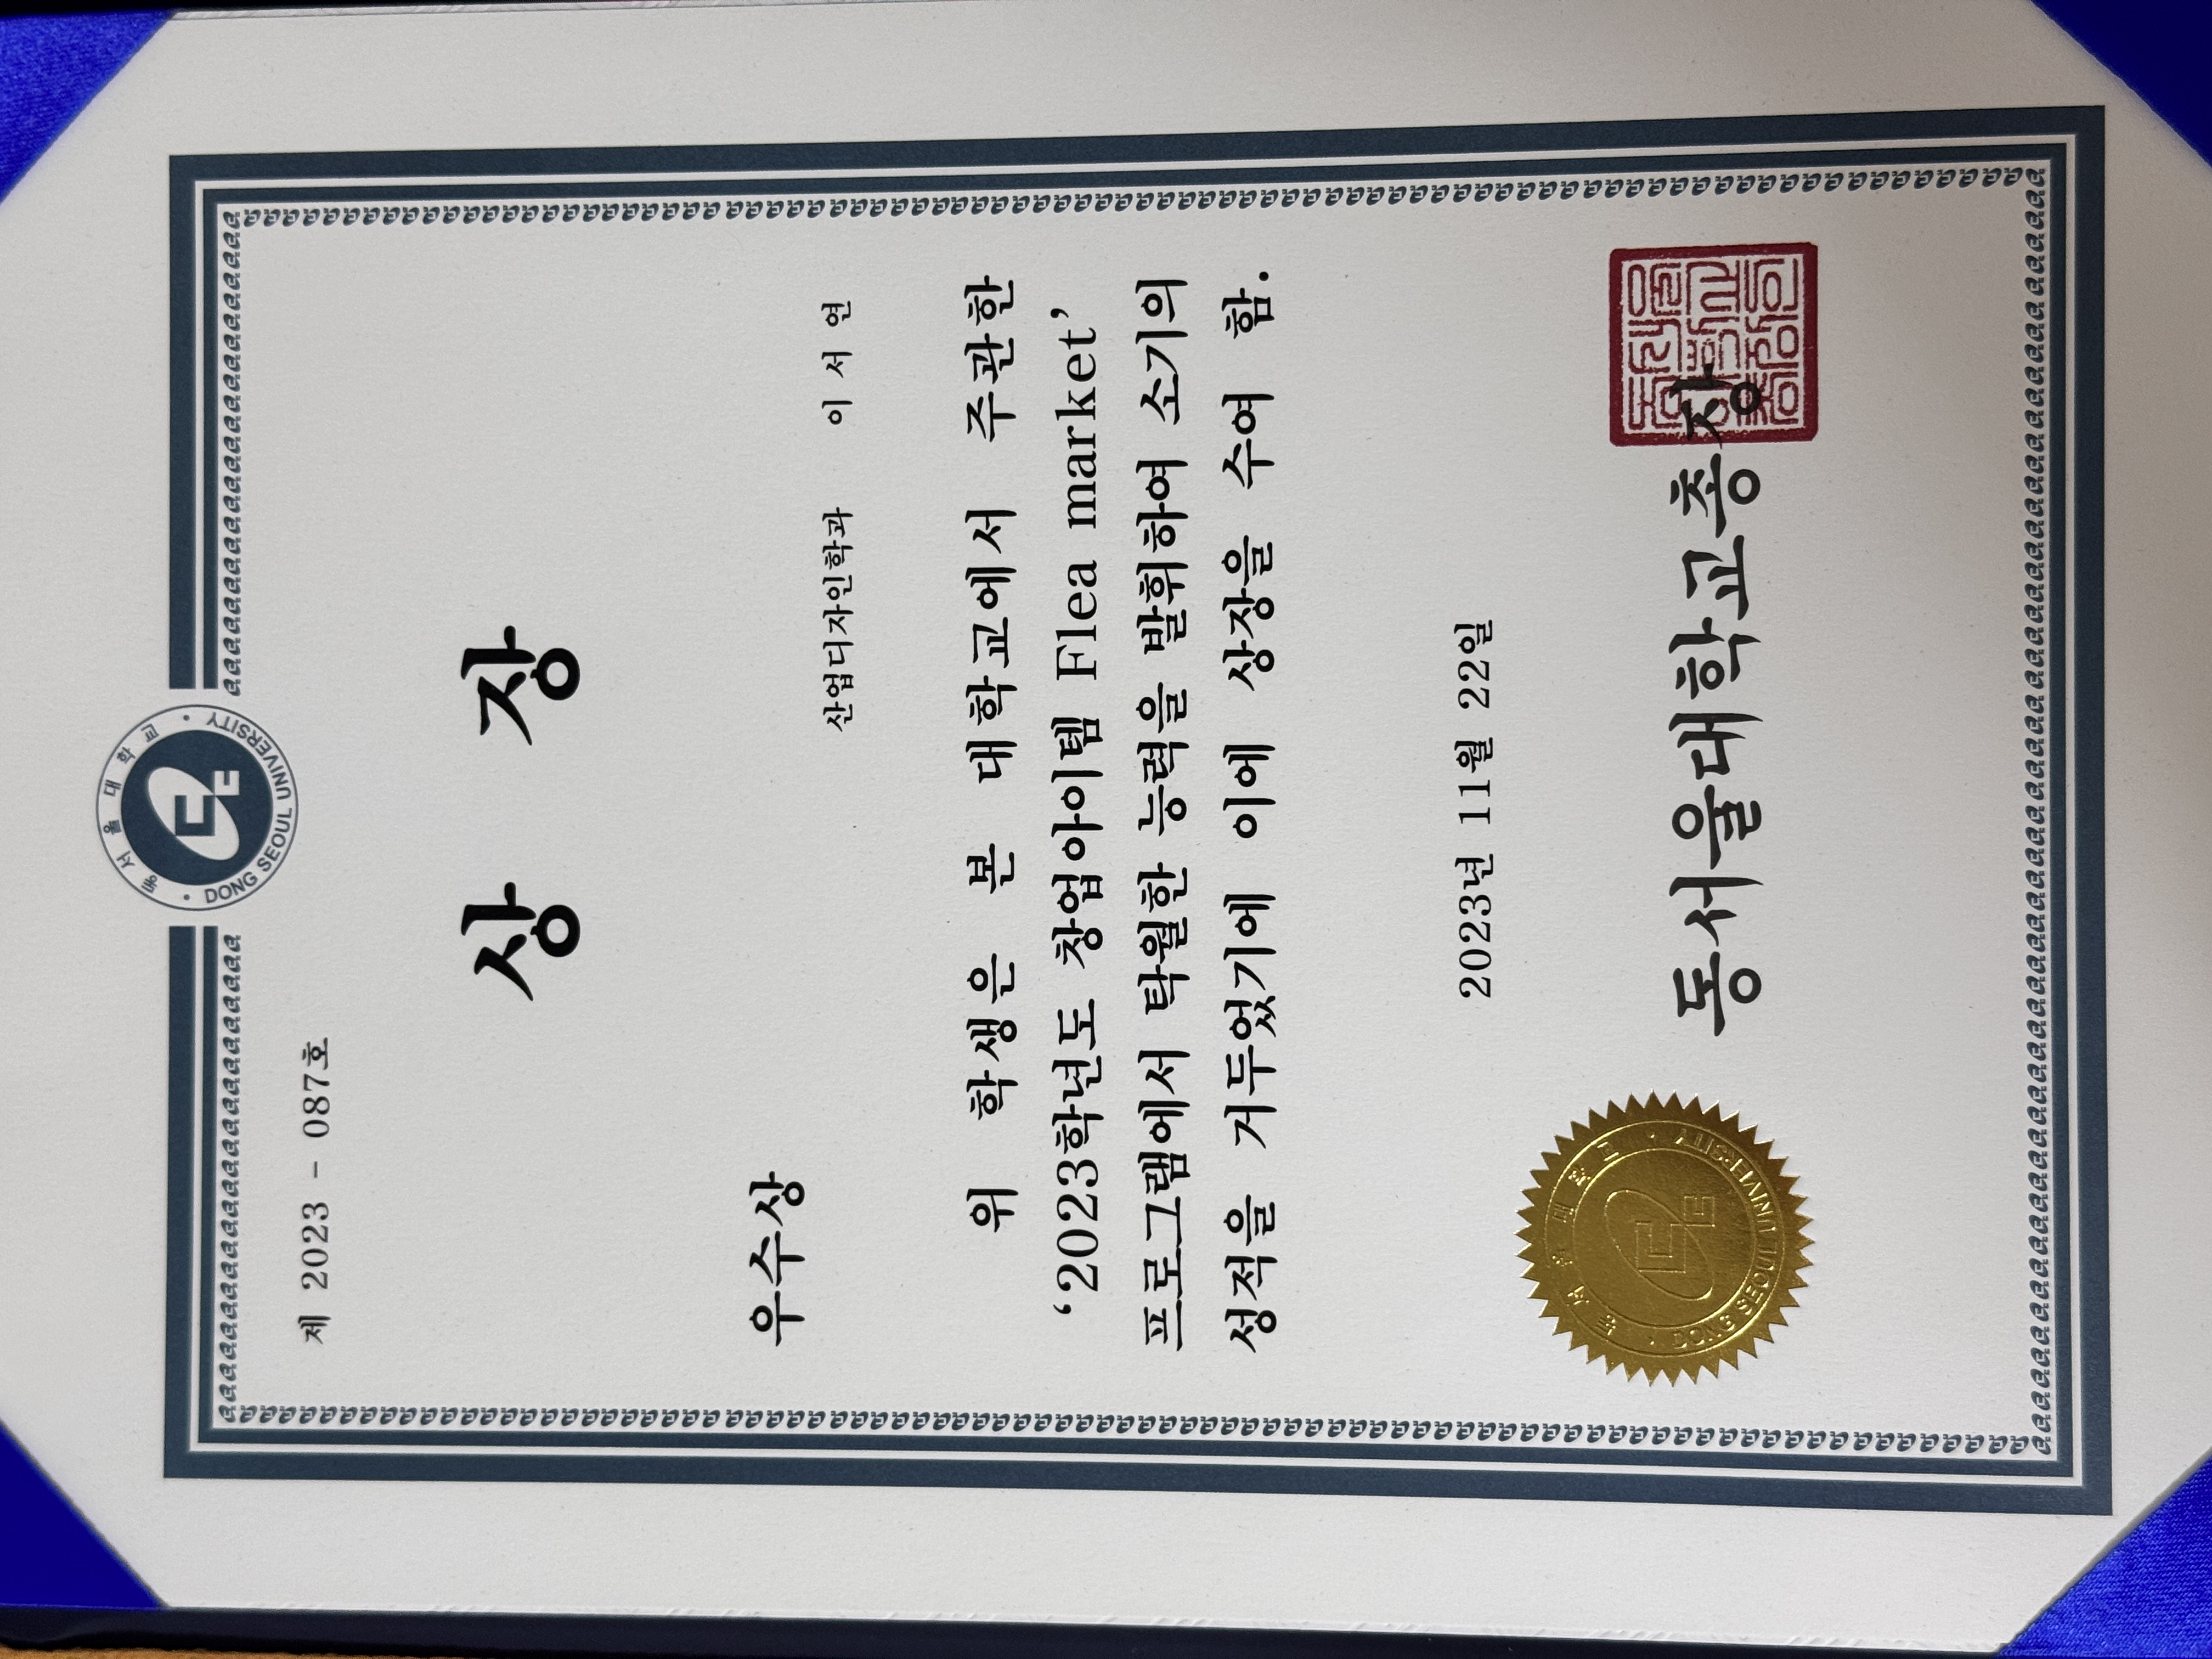 동서울대학교
DONG SEOUL UNIVERSITY
제 2023 - 087호
상 장
우수상
산업디자인학과 이 서 연
위 학생은 본 대학교에서 주관한
‘2023학년도 창업아이템 Flea market’
프로그램에서 탁월한 능력을 발휘하여 소기의
성적을 거두었기에 이에 상장을 수여 함.
2023년 11월 22일
동서울대학교
DONG SEOUL UNIVERSITY
동서울대학교총장